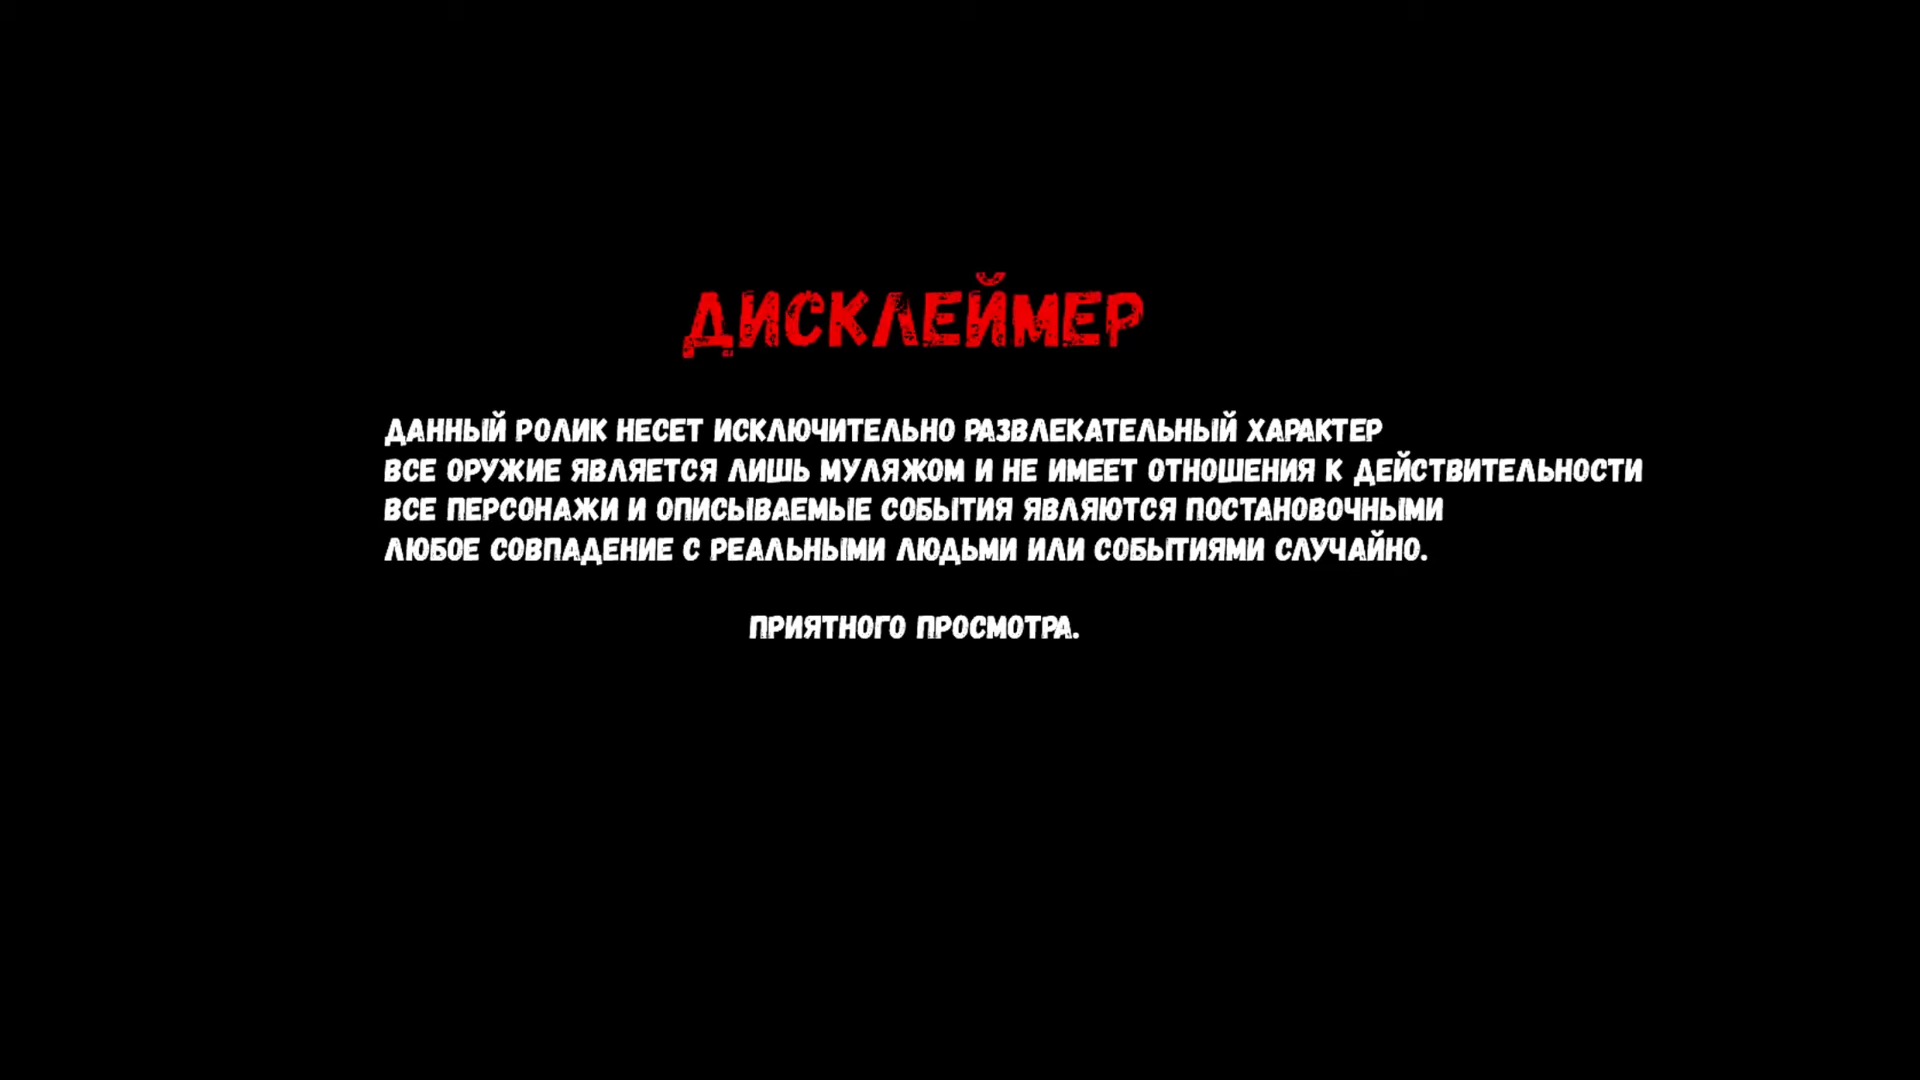 ДИСКЛЕЙМЕР
ДАННЫЙ РОЛИК НЕСЕТ ИСКЛЮЧИТЕЛЬНО РАЗВЛЕКАТЕЛЬНЫЙ ХАРАКТЕР
ВСЕ ОРУЖИЕ ЯВЛЯЕТСЯ ЛИШЬ МУЛЯЖОМ И НЕ ИМЕЕТ ОТНОШЕНИЯ К ДЕЙСТВИТЕЛЬНОСТИ
ВСЕ ПЕРСОНАЖИ И ОПИСЫВАЕМЫЕ СОБЫТИЯ ЯВЛЯЮТСЯ ПОСТАНОВОЧНЫМИ
ЛЮБОЕ СОВПАДЕНИЕ С РЕАЛЬНЫМИ ЛЮДЬМИ ИЛИ СОБЫТИЯМИ СЛУЧАЙНО.
ПРИЯТНОГО ПРОСМОТРА.